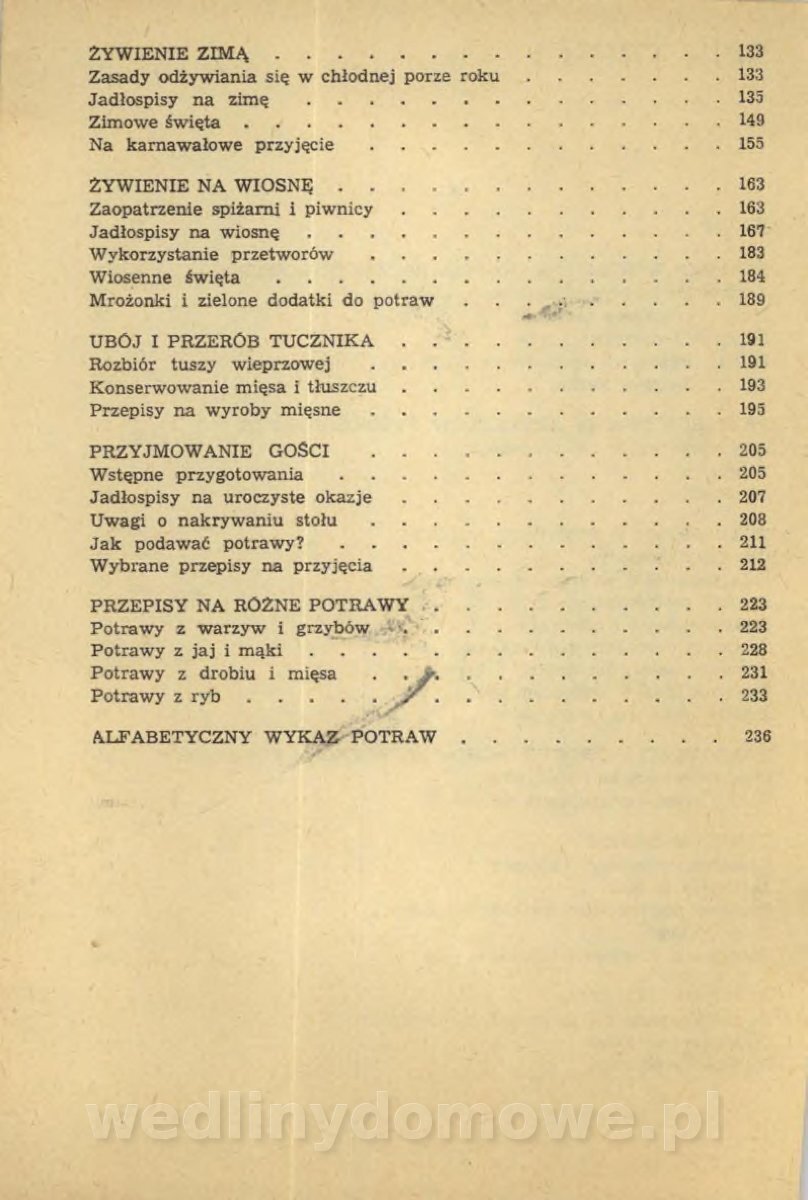 ŻYWIENIE ZIMĄ . . . . . . . . . . . . . . . 133
Zasady odżywiania się w chłodnej porze roku . . . . . . . 133
Jadłospisy na zimę . . . . . . . . . . . . . . 135
Zimowe święta . . . . . . . . . . . . . . . . 149
Na karnawałowe przyjęcie . . . . . . . . . . . . 155
ŻYWIENIE NA WIOSNĘ . . . . . . . . . . . . . 163
Zaopatrzenie spiżarni i piwnicy . . . . . . . . . . . 163
Jadłospisy na wiosnę . . . . . . . . . . . . . . 167
Wykorzystanie przetworów . . . . . . . . . . . . 183
Wiosenne święta . . . . . . . . . . . . . . . 184
Mrożonki i zielone dodatki do potraw . . . . . . . . . 189
UBÓJ I PRZERÓB TUCZNIKA . . . . . . . . . . . 191
Rozbiór tuszy wieprzowej . . . . . . . . . . . . 191
Konserwowanie mięsa i tłuszczu . . . . . . . . . . . 193
Przepisy na wyroby mięsne . . . . . . . . . . . . 195
PRZYJMOWANIE GOŚCI . . . . . . . . . . . . 205
Wstępne przygotowania . . . . . . . . . . . . . 205
Jadłospisy na uroczyste okazje . . . . . . . . . . . 207
Uwagi o nakrywaniu stołu . . . . . . . . . . . . 208
Jak podawać potrawy? . . . . . . . . . . . . . 211
Wybrane przepisy na przyjęcia . . . . . . . . . . . 212
PRZEPISY NA RÓŻNE POTRAWY . . . . . . . . . . 223
Potrawy z warzyw i grzybów . . . . . . . . . . . 223
Potrawy z jaj i mąki . . . . . . . . . . . . . . 228
Potrawy z drobiu i mięsa . . . . . . . . . . . . 231
Potrawy z ryb . . . . . . . . . . . . . . . . 233
ALFABETYCZNY WYKAZ POTRAW . . . . . . . . . 236
wedlinydomowe.pl